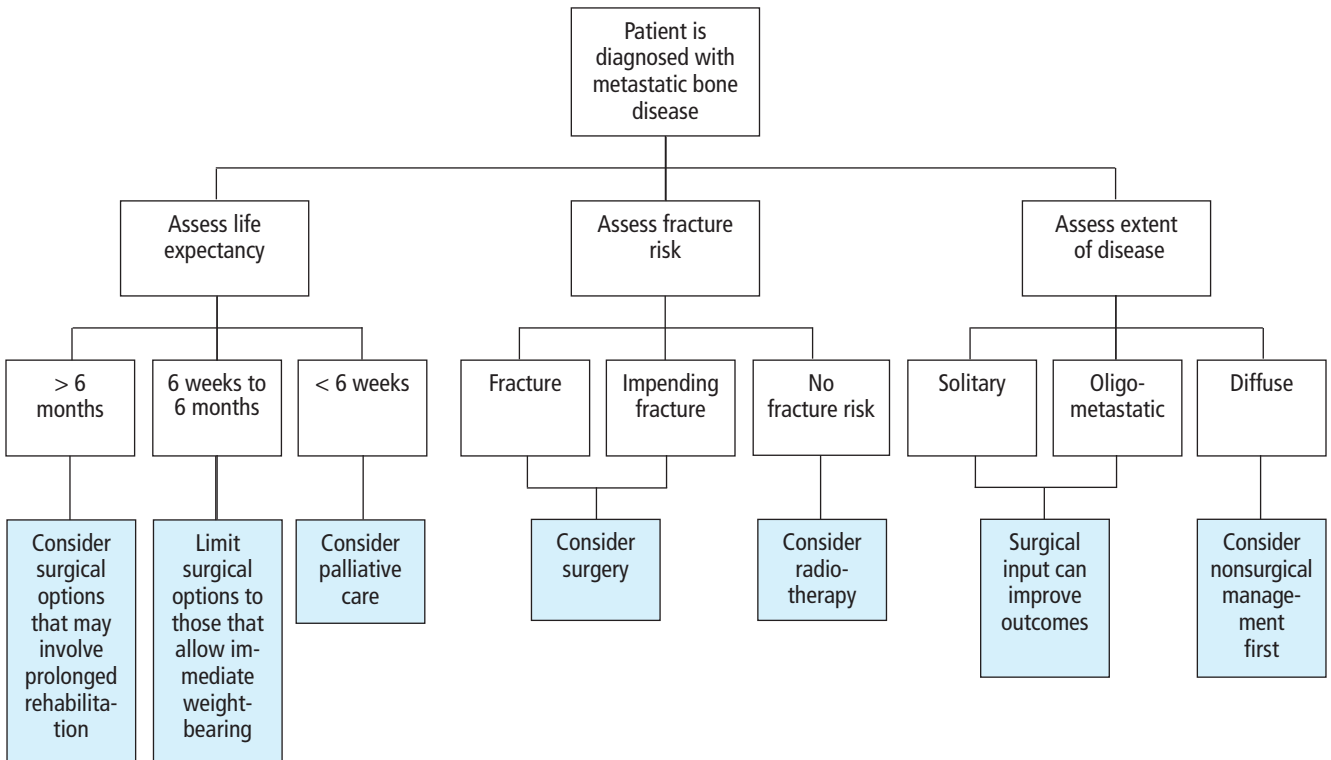 Patient is
diagnosed with
metastatic bone
disease
Assess life
expectancy
Assess fracture
risk
Assess extent
of disease
> 6
months
6 weeks to
6 months
< 6 weeks
Fracture
Impending
fracture
No
fracture risk
Solitary
Oligo-
metastatic
Diffuse
Consider
surgical
options
that may
involve
prolonged
rehabilita-
tion
Limit
surgical
options to
those that
allow im-
mediate
weight-
bearing
Consider
palliative
care
Consider
surgery
Consider
radio-
therapy
Surgical
input can
improve
outcomes
Consider
nonsurgical
manage-
ment
first